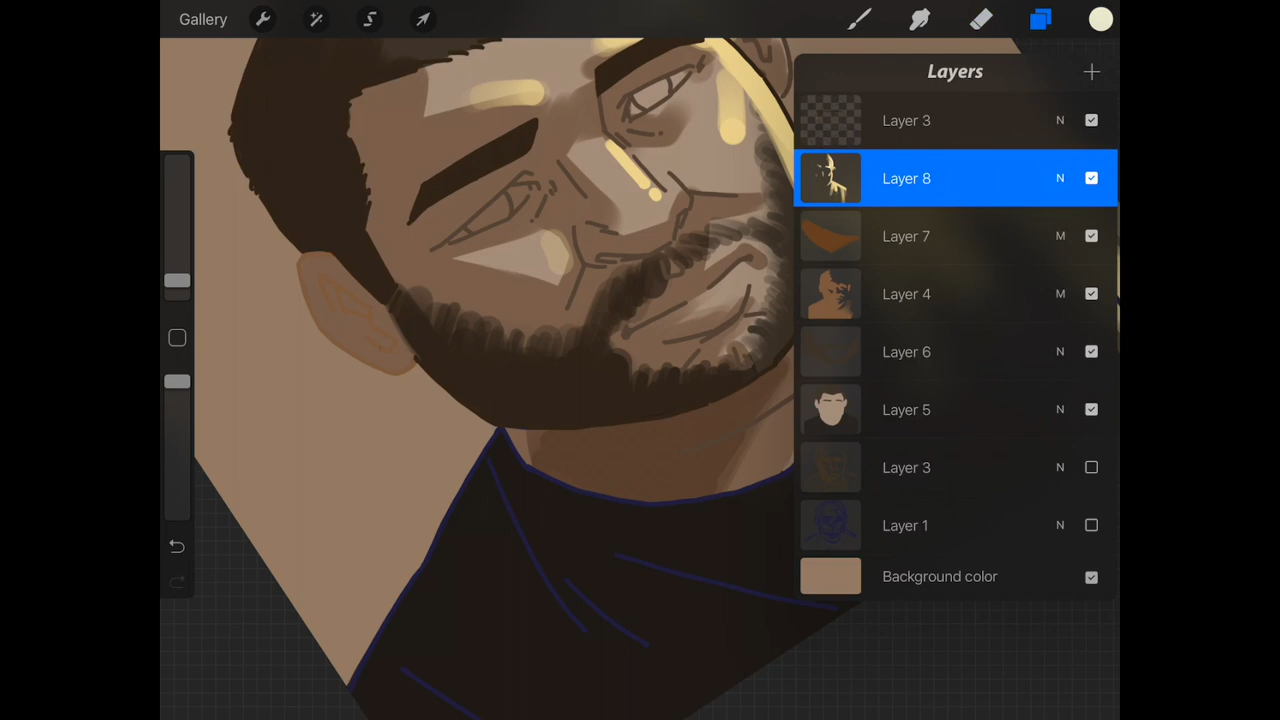 Gallery
Layers
Layer 3 N
Layer 8 N
Layer 7 M
Layer 4 M
Layer 6 N
Layer 5 N
Layer 3 N
Layer 1 N
Background color